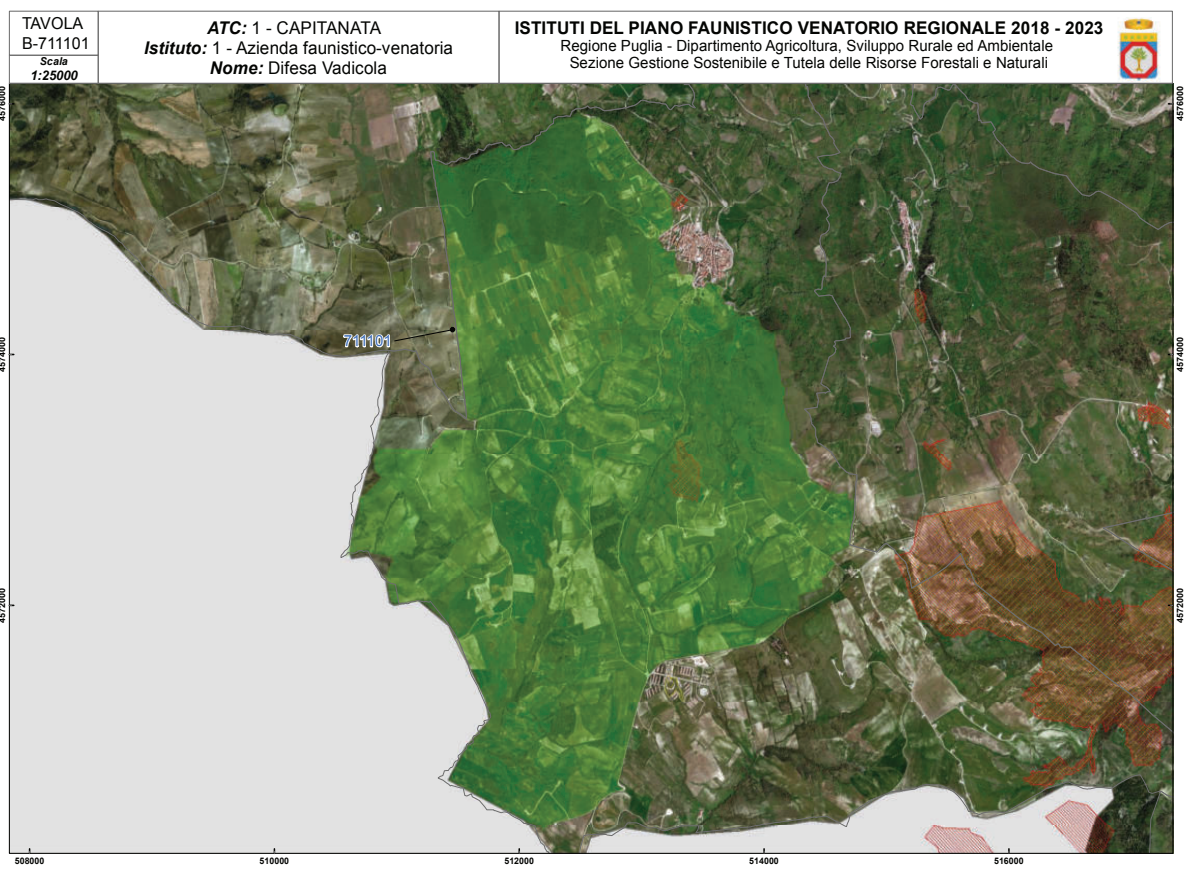 TAVOLA
B-711101
Scala
1:25000
ATC: 1 - CAPITANATA
Istituto: 1 - Azienda faunistico-venatoria
Nome: Difesa Vadicola
ISTITUTI DEL PIANO FAUNISTICO VENATORIO REGIONALE 2018 - 2023
Regione Puglia - Dipartimento Agricoltura, Sviluppo Rurale ed Ambientale
Sezione Gestione Sostenibile e Tutela delle Risorse Forestali e Naturali
4576000
4576000
711101
4574000
4574000
4572000
4572000
508000
510000
512000
514000
516000